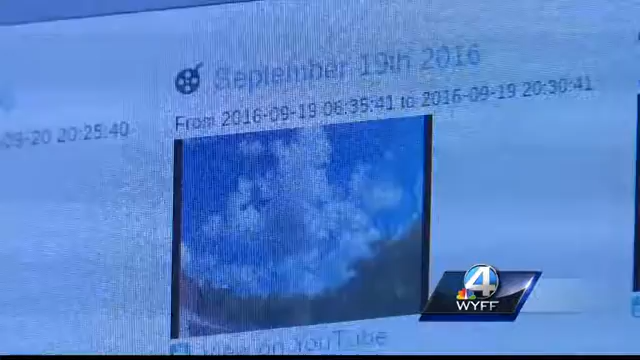 September 19th 2016
From 2016-09-19 06:35:41 to 2016-09-19 20:30:41
09-20 20:25:40
View on YouTube
4
WYFF